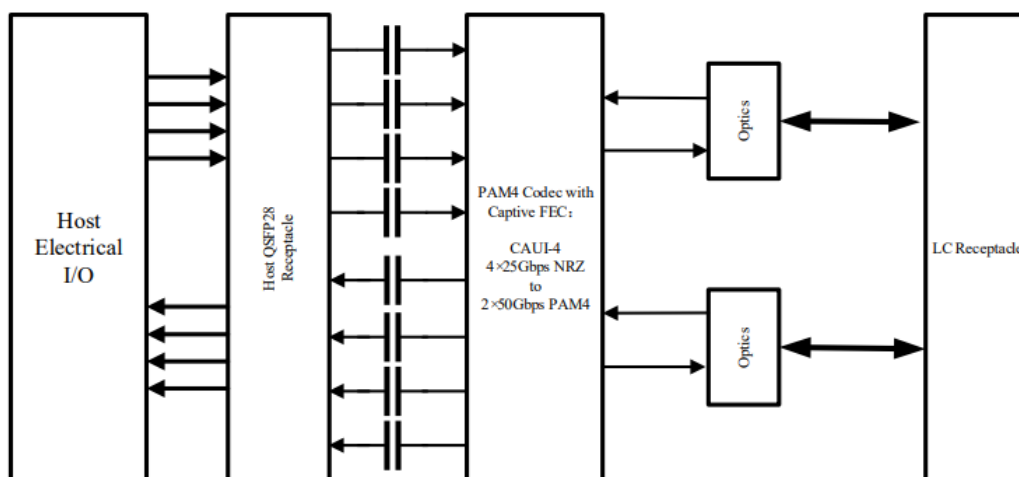 Host
Electrical
I/O
Host QSFP28
Receptacle
PAM4 Codec with
Captive FEC：
CAUI-4
4×25Gbps NRZ
to
2×50Gbps PAM4
Optics
Optics
LC Receptacle